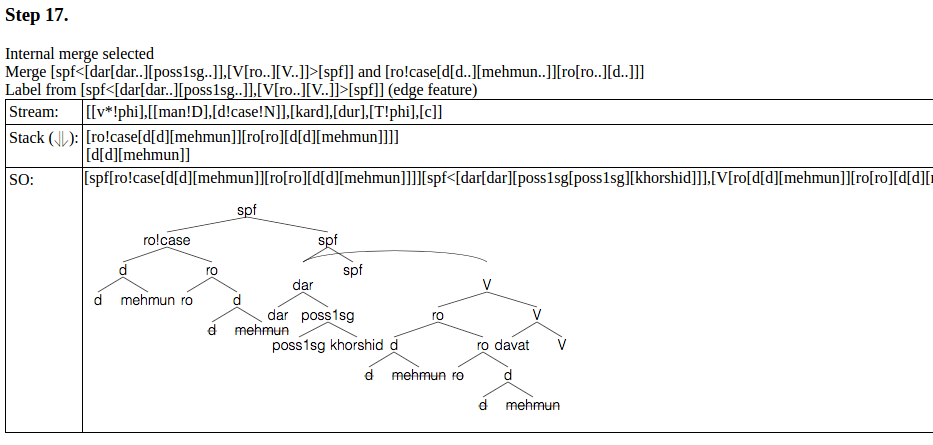 Step 17.
Internal merge selected
Merge [spf<[dar[dar..][poss1sg..]],[V[ro..][V..]]>[spf]] and [ro!case[d[d..][mehmun..]][ro[ro..][d..]]]
Label from [spf<[dar[dar..][poss1sg..]],[V[ro..][V..]]>[spf]] (edge feature)
Stream: [[v*!phi],[[man!D],[d!case!N]],[kard],[dur],[T!phi],[c]]
Stack (⇃⇂): [ro!case[d[d][mehmun]][ro[ro][d[d][mehmun]]]]
[d[d][mehmun]]
SO: [spf[ro!case[d[d][mehmun]][ro[ro][d[d][mehmun]]]][spf<[dar[dar][poss1sg[poss1sg][khorshid]]],[V[ro[d[d][mehmun]][ro[ro][d[d][
spf
ro!case spf
d ro spf
dar V
d mehmun ro d dar poss1sg ro V
d mehmun poss1sg khorshid d ro davat V
d mehmun ro d
d mehmun